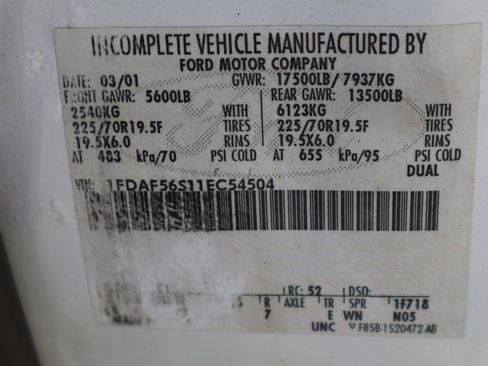 INCOMPLETE VEHICLE MANUFACTURED BY
FORD MOTOR COMPANY
DATE: 03/01 GVWR: 17500LB/ 7937KG
FRONT GAWR: 5600LB REAR GAWR: 13500LB
2540KG WITH 6123KG WITH
225/70R19.5F TIRES 225/70R19.5F TIRES
19.5X6.0 RIMS 19.5X6.0 RIMS
AT 483 kPa/70 PSI COLD AT 655 kPa/95 PSI COLD
DUAL
VIN: 1FDAF56S11EC54504
RC: 52 DSO:
R AXLE TR SPR 1F718
7 E WN N05
UNC F85B-1520472-AB